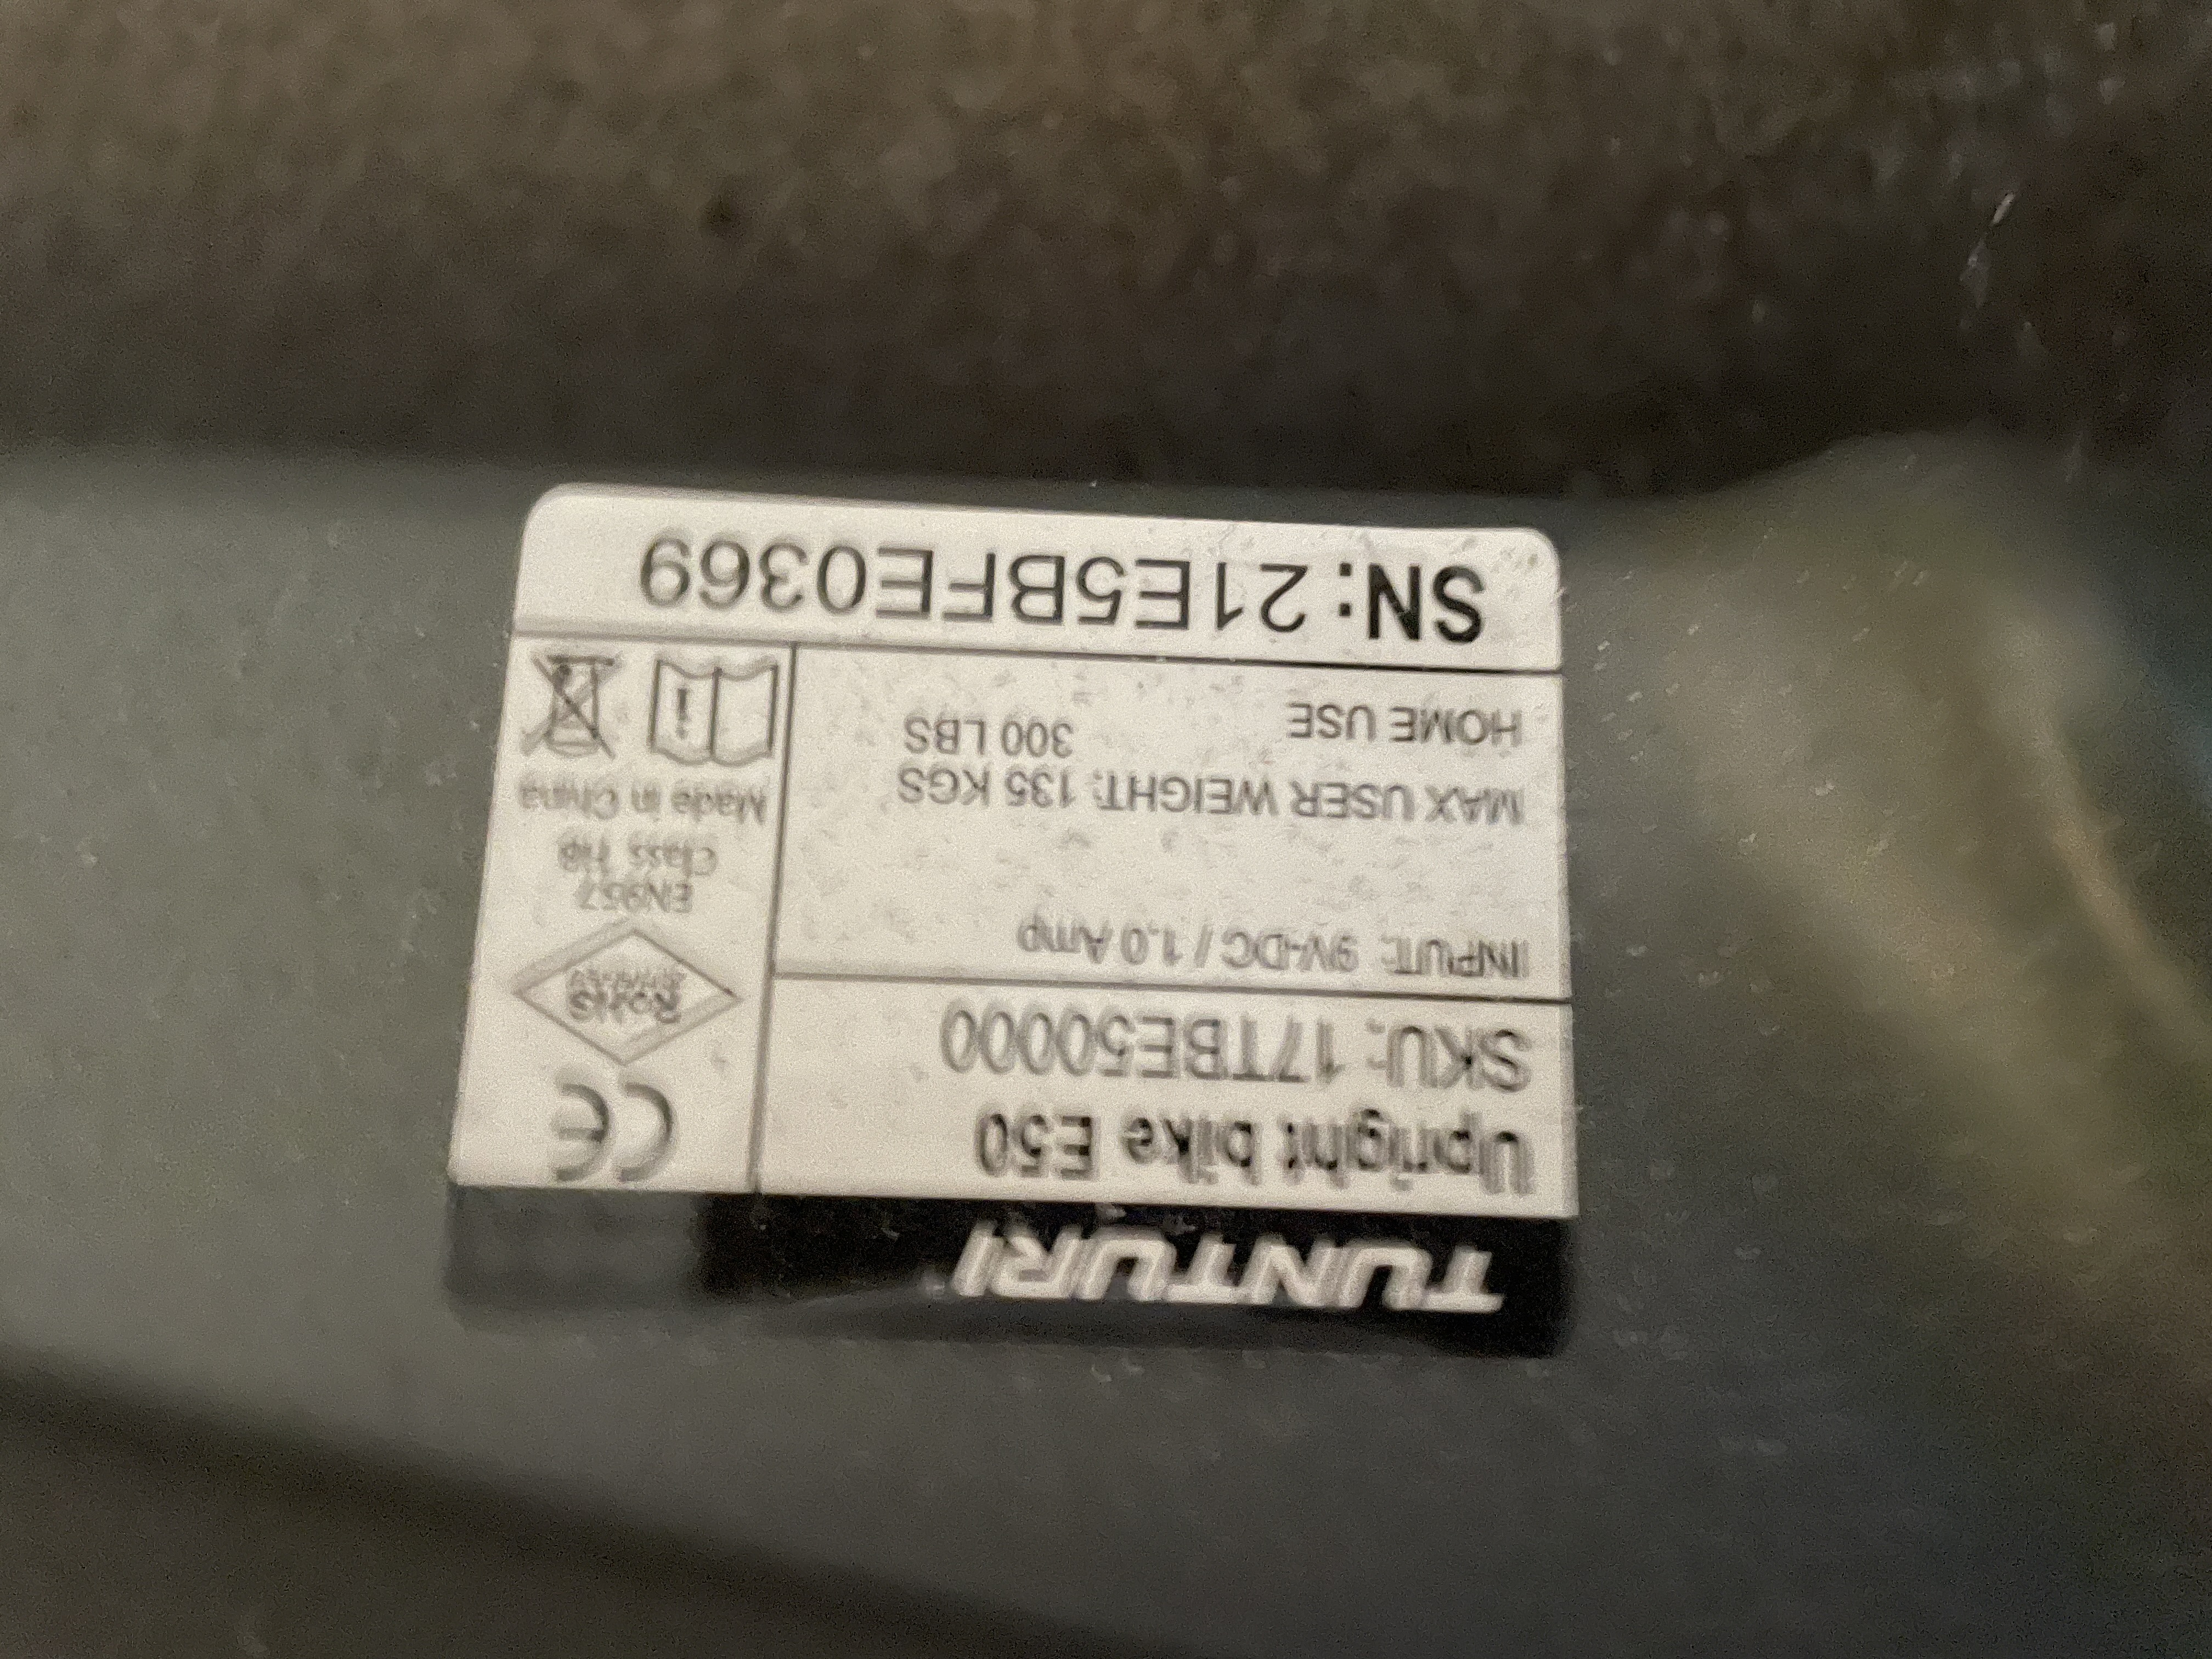 TUNTURI
Upright bike E50
SKU: 17TBE50000
INPUT: 9V-DC / 1.0 Amp
MAX USER WEIGHT: 135 KGS
300 LBS
HOME USE
CE
RoHS
EN957
Class HB
Made in China
SN: 21E5BFE0369